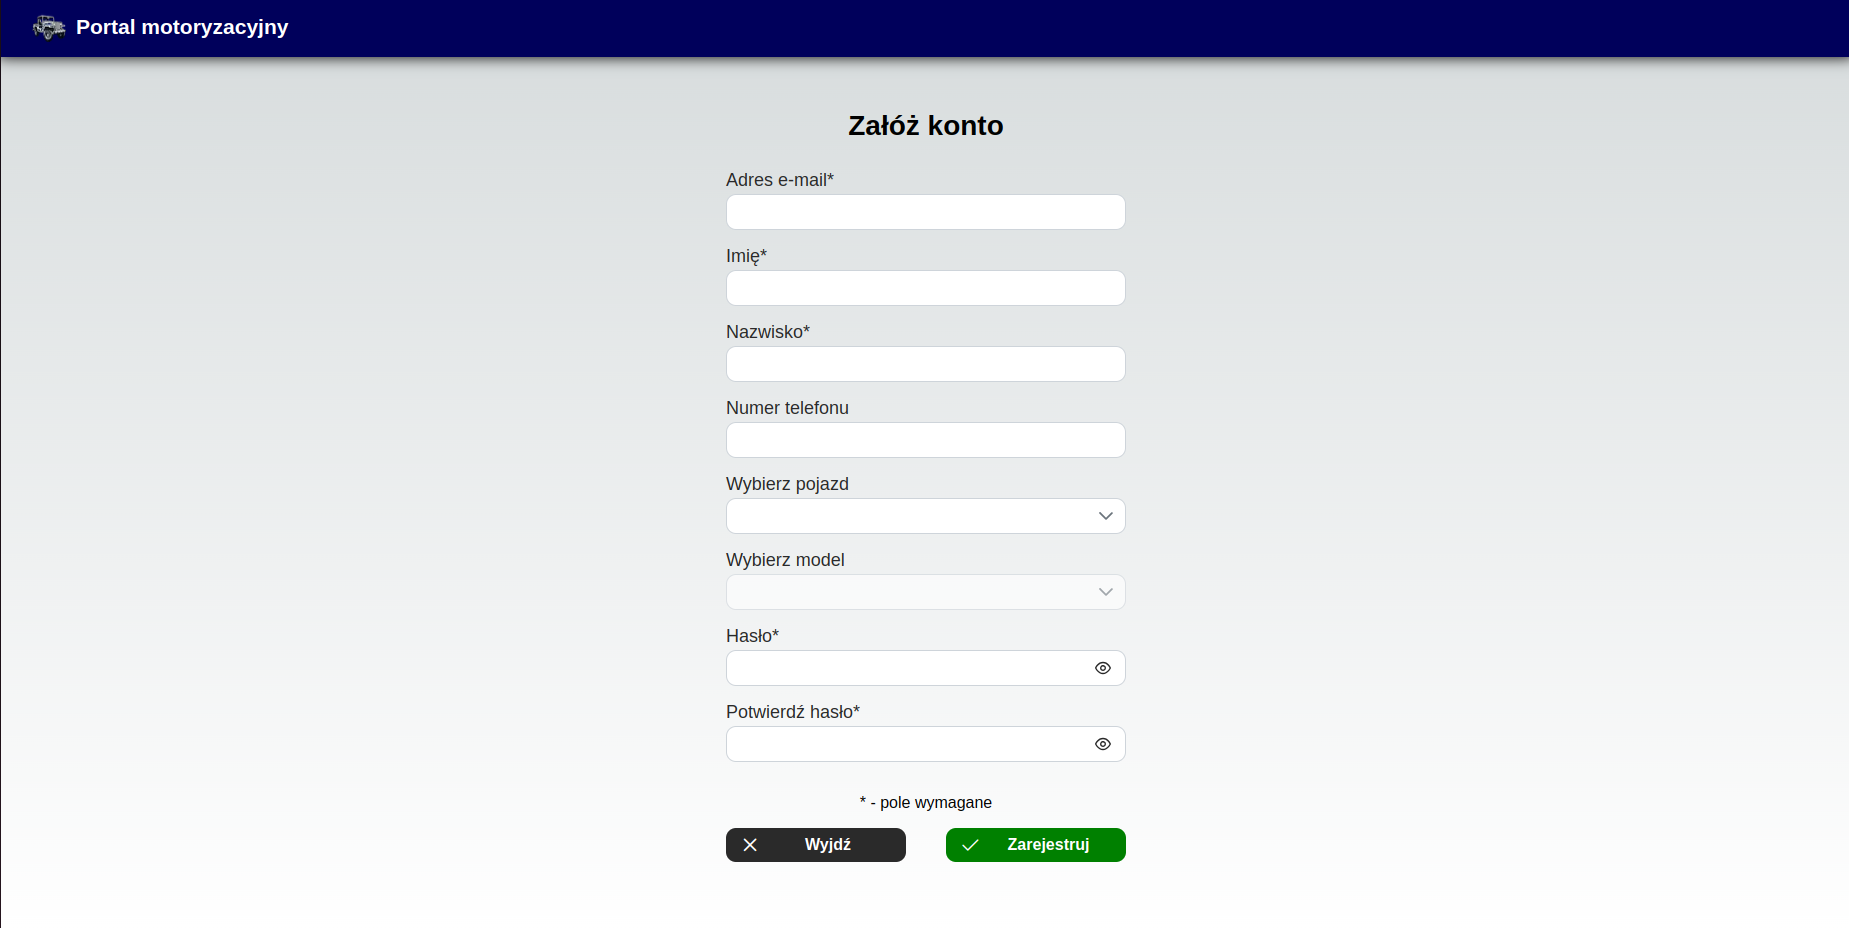 Portal motoryzacyjny
Załóż konto
Adres e-mail*
Imię*
Nazwisko*
Numer telefonu
Wybierz pojazd
Wybierz model
Hasło*
Potwierdź hasło*
* - pole wymagane
Wyjdź
Zarejestruj